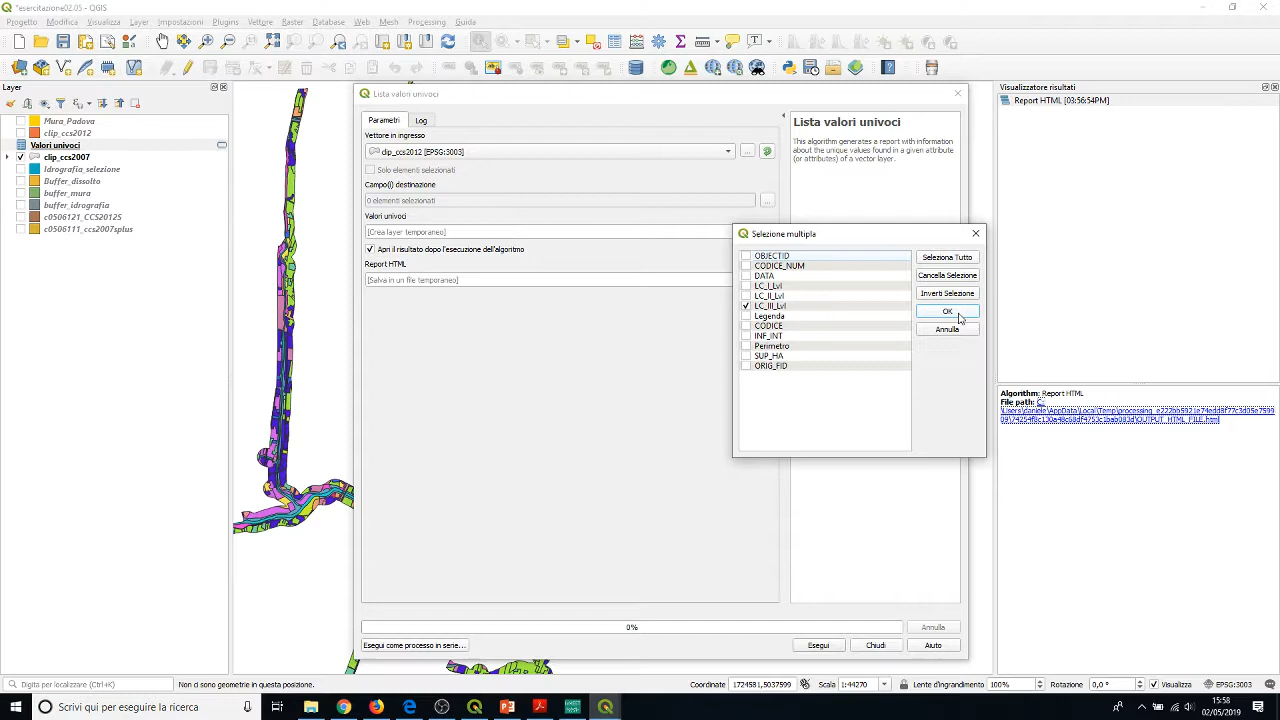 *esercitazione02.05 — QGIS
Progetto Modifica Visualizza Layer Impostazioni Plugins Vettore Raster Database Web Mesh Processing Guida
Layer
Mura_Padova
clip_ccs2012
Valori univoci
clip_ccs2007
Idrografia_selezione
Buffer_dissolto
buffer_mura
buffer_idrografia
c0506121_CCS2012S
c0506111_ccs2007splus
Lista valori univoci
Parametri Log
Vettore in ingresso
clip_ccs2012 [EPSG:3003]
Solo elementi selezionati
Campo(i) destinazione
0 elementi selezionati
Valori univoci
[Crea layer temporaneo]
Apri il risultato dopo l'esecuzione dell'algoritmo
Report HTML
[Salva in un file temporaneo]
0%
Annulla
Esegui come processo in serie...
Esegui Chiudi Aiuto
Lista valori univoci
This algorithm generates a report with information about the unique values found in a given attribute (or attributes) of a vector layer.
Selezione multipla
OBJECTID
CODICE_NUM
DATA
LC_I_Lvl
LC_II_Lvl
LC_III_Lvl
Legenda
CODICE
INF_INT
Perimetro
SUP_HA
ORIG_FID
Seleziona Tutto
Cancella Selezione
Inverti Selezione
OK
Annulla
Visualizzatore risultati
Report HTML [03:56:54PM]
Algorithm: Report HTML
File path: C:
Digita per localizzare (Ctrl+K)
Non ci sono geometrie in questa posizione.
Coordinate 1724581,5037599
Scala 1:44270
Lente d'ingrandimento 100%
Rotazione 0,0 °
Visualizza
EPSG:3003
Scrivi qui per eseguire la ricerca
15:58
02/05/2019